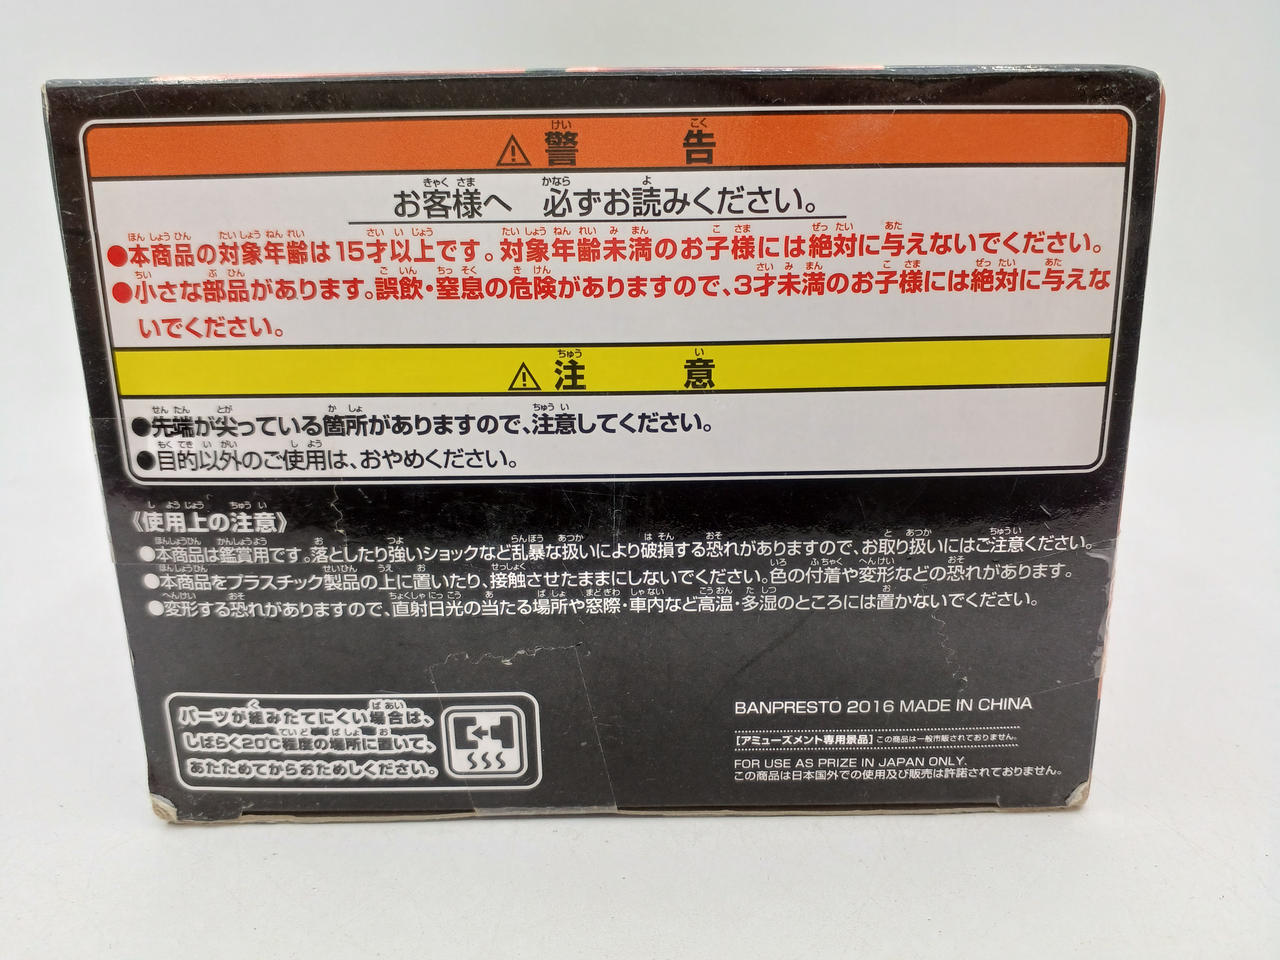 ⚠警告
お客様へ 必ずお読みください。
●本商品の対象年齢は15才以上です。対象年齢未満のお子様には絶対に与えないでください。
●小さな部品があります。誤飲・窒息の危険がありますので、3才未満のお子様には絶対に与えな
いでください。
⚠注意
●先端が尖っている箇所がありますので、注意してください。
●目的以外のご使用は、おやめください。
《使用上の注意》
●本商品は鑑賞用です。落としたり強いショックなど乱暴な扱いにより破損する恐れがありますので、お取り扱いにはご注意ください。
●本商品をプラスチック製品の上に置いたり、接触させたままにしないでください。色の付着や変形などの恐れがあります。
●変形する恐れがありますので、直射日光の当たる場所や窓際・車内など高温・多湿のところには置かないでください。
パーツが組みたてにくい場合は、
しばらく20℃程度の場所に置いて、
あたためてからおためしください。
BANPRESTO 2016 MADE IN CHINA
[アミューズメント専用景品] この商品は一般市販されておりません。
FOR USE AS PRIZE IN JAPAN ONLY.
この商品は日本国外での使用及び販売は許諾されておりません。